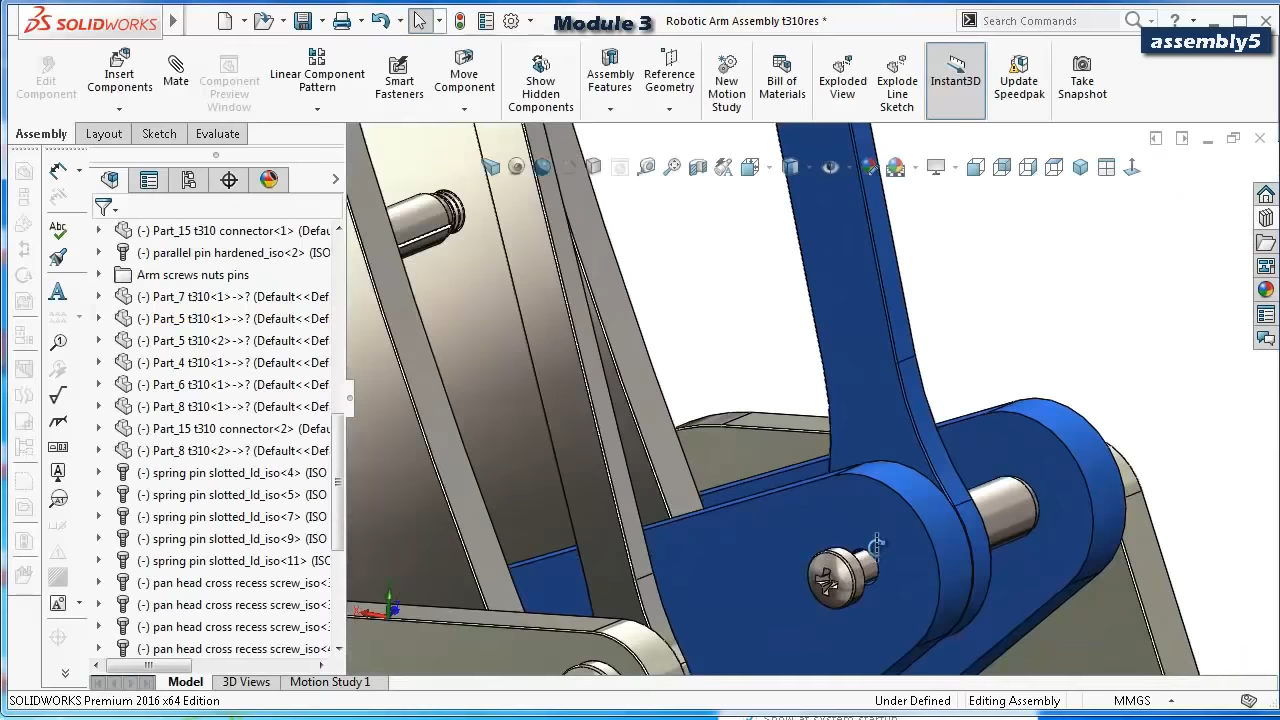 SOLIDWORKS
Module 3
Robotic Arm Assembly t310res *
Search Commands
?
assembly5
Edit
Component
Insert
Components
Mate
Component
Preview
Window
Linear Component
Pattern
Smart
Fasteners
Move
Component
Show
Hidden
Components
Assembly
Features
Reference
Geometry
New
Motion
Study
Bill of
Materials
Exploded
View
Explode
Line
Sketch
Instant3D
Update
Speedpak
Take
Snapshot
Assembly
Layout
Sketch
Evaluate
(-) Part_15 t310 connector<1> (Defau
(-) parallel pin hardened_iso<2> (ISO
Arm screws nuts pins
(-) Part_7 t310<1>->? (Default<<Def
(-) Part_5 t310<1>->? (Default<<Def
(-) Part_5 t310<2>->? (Default<<Def
(-) Part_4 t310<1>->? (Default<<Def
(-) Part_6 t310<1>->? (Default<<Def
(-) Part_8 t310<1>->? (Default<<Def
(-) Part_15 t310 connector<2> (Defau
(-) Part_8 t310<2>->? (Default<<Def
(-) spring pin slotted_ld_iso<4> (ISO
(-) spring pin slotted_ld_iso<5> (ISO
(-) spring pin slotted_ld_iso<7> (ISO
(-) spring pin slotted_ld_iso<9> (ISO
(-) spring pin slotted_ld_iso<11> (ISO
(-) pan head cross recess screw_iso<
(-) pan head cross recess screw_iso<
(-) pan head cross recess screw_iso<
(-) pan head cross recess screw_iso<
Model
3D Views
Motion Study 1
SOLIDWORKS Premium 2016 x64 Edition
Under Defined
Editing Assembly
MMGS